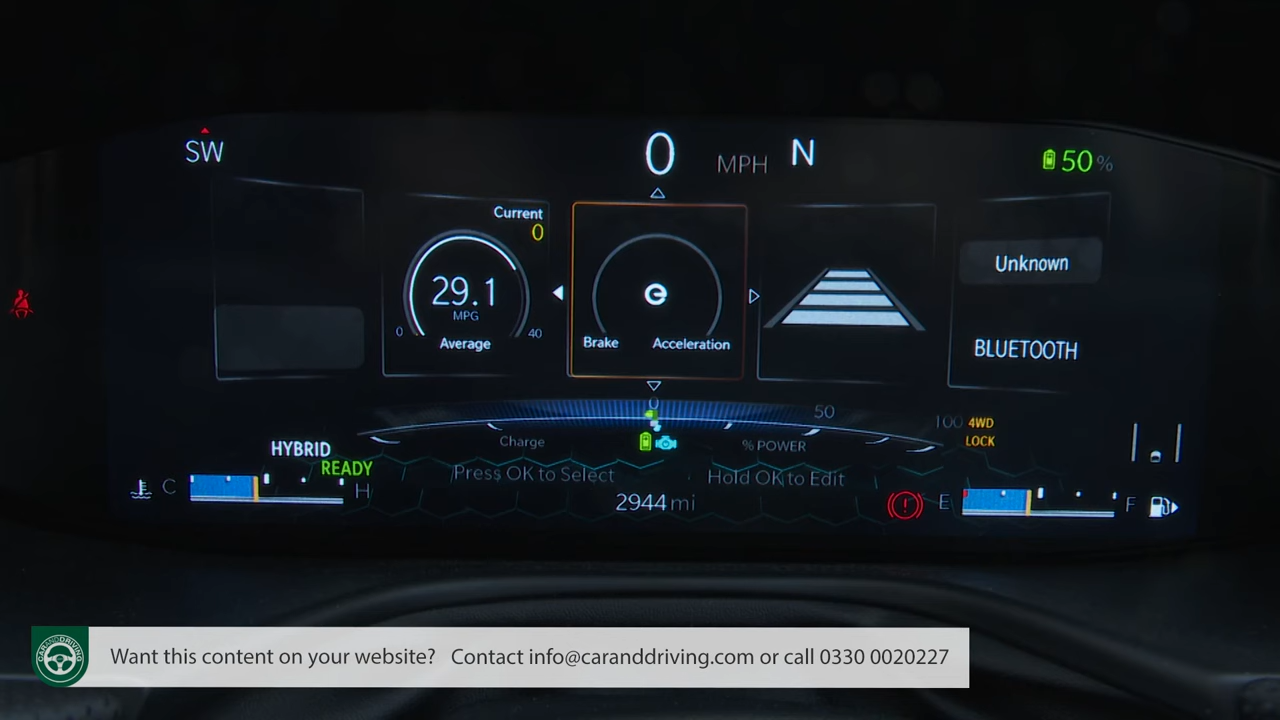 SW
0 MPH N
50%
Current
0
29.1
MPG
0 40
Average
Brake Acceleration
Unknown
BLUETOOTH
0 50 100
Charge % POWER
4WD
LOCK
HYBRID
READY
Press OK to Select Hold OK to Edit
C H
2944 mi
E F
CARANDDRIVING
Want this content on your website? Contact info@caranddriving.com or call 0330 0020227